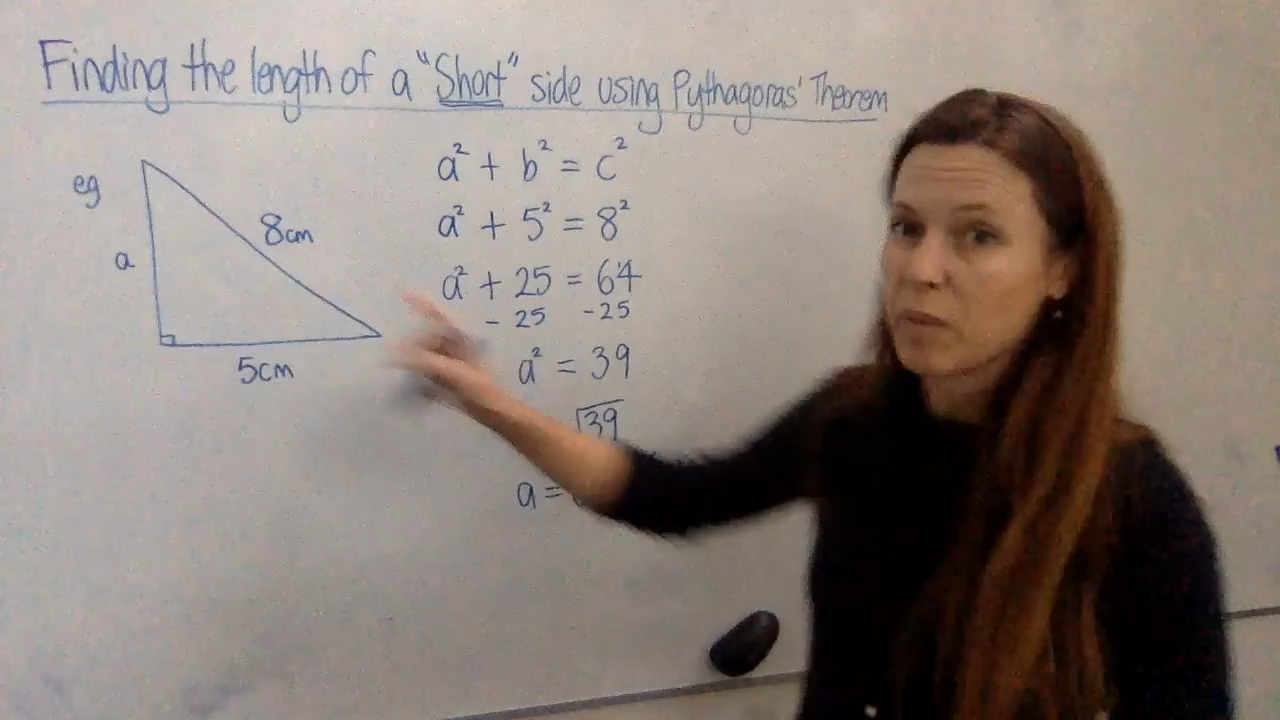 Finding the length of a "Short" side using Pythagoras' Theorem
eg
a
8cm
5cm
a² + b² = c²
a² + 5² = 8²
a² + 25 = 64
- 25 -25
a² = 39
√39
a =